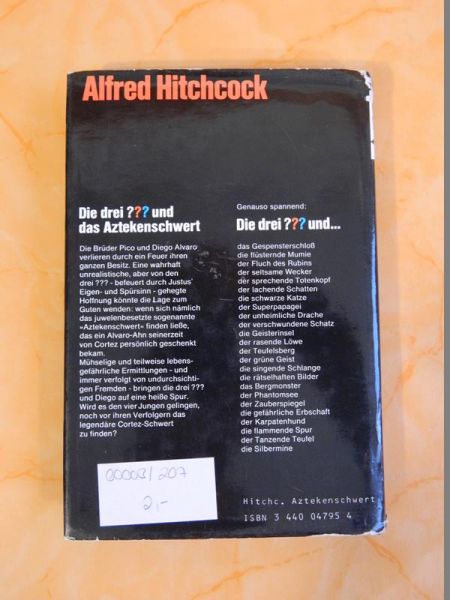 Alfred Hitchcock
Die drei ??? und
das Aztekenschwert
Die Brüder Pico und Diego Alvaro
verlieren durch ein Feuer ihren
ganzen Besitz. Eine wahrhaft
unrealistische, aber von den
drei ??? - befeuert durch Justus'
Eigen- und Spürsinn - gehegte
Hoffnung könnte die Lage zum
Guten wenden: wenn sich nämlich
das juwelenbesetzte sogenannte
»Aztekenschwert« finden ließe,
das ein Alvaro-Ahn seinerzeit
von Cortez persönlich geschenkt
bekam.
Mühselige und teilweise lebens-
gefährliche Ermittlungen - und
immer verfolgt von undurchsichti-
gen Fremden - bringen die drei ???
und Diego auf eine heiße Spur.
Wird es den vier Jungen gelingen,
noch vor ihren Verfolgern das
legendäre Cortez-Schwert
zu finden?
Genauso spannend:
Die drei ??? und...
das Gespensterschloß
die flüsternde Mumie
der Fluch des Rubins
der seltsame Wecker
der sprechende Totenkopf
der lachende Schatten
die schwarze Katze
der Superpapagei
der unheimliche Drache
der verschwundene Schatz
die Geisterinsel
der rasende Löwe
der Teufelsberg
der grüne Geist
die singende Schlange
die rätselhaften Bilder
das Bergmonster
der Phantomsee
der Zauberspiegel
die gefährliche Erbschaft
der Karpatenhund
die flammende Spur
der Tanzende Teufel
die Silbermine
00003/207
2,-
Hitchc. Aztekenschwert
ISBN 3 440 04795 4